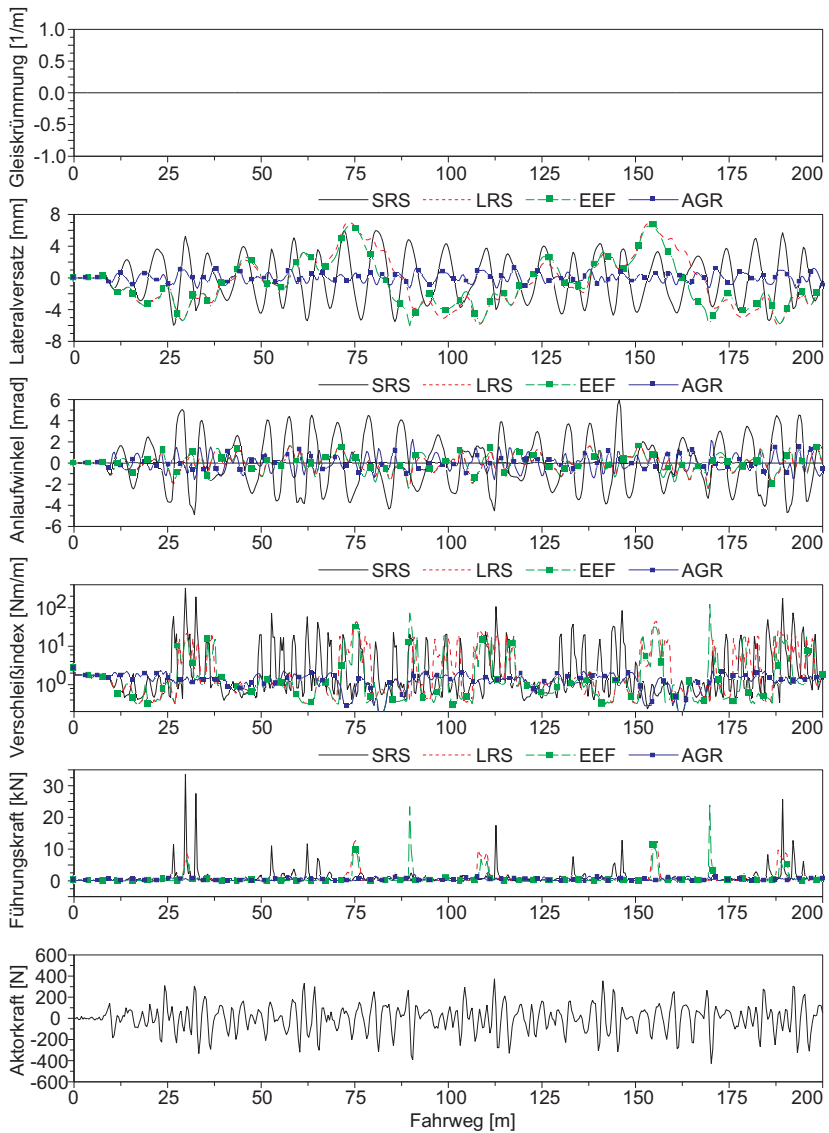 Gleiskrümmung [1/m]
1.0
0.5
0.0
-0.5
-1.0
0 25 50 75 100 125 150 175 200
SRS LRS EEF AGR
Lateralversatz [mm]
8
4
0
-4
-8
0 25 50 75 100 125 150 175 200
SRS LRS EEF AGR
Anlaufwinkel [mrad]
6
4
2
0
-2
-4
-6
0 25 50 75 100 125 150 175 200
SRS LRS EEF AGR
Verschleißindex [Nm/m]
10²
10¹
10⁰
0 25 50 75 100 125 150 175 200
SRS LRS EEF AGR
Führungskraft [kN]
30
20
10
0
0 25 50 75 100 125 150 175 200
Aktorkraft [N]
600
400
200
0
-200
-400
-600
0 25 50 75 100 125 150 175 200
Fahrweg [m]